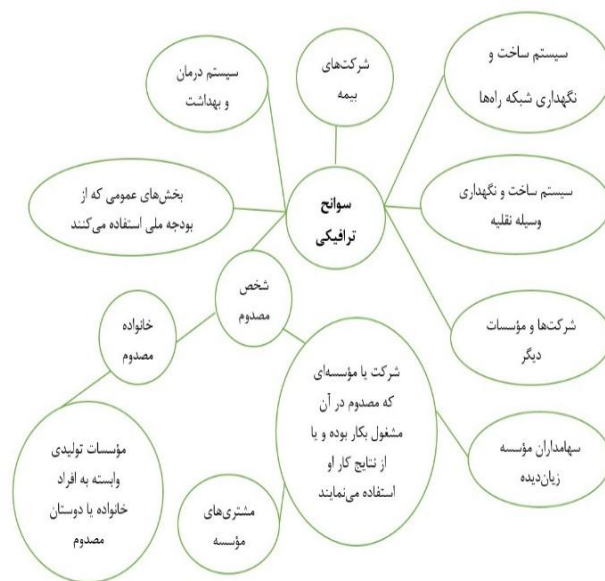 سیستم ساخت و
نگهداری شبکه راه‌ها
شرکت‌های
بیمه
سیستم درمان
و بهداشت
سیستم ساخت و نگهداری
وسیله نقلیه
سوانح
ترافیکی
بخش‌های عمومی که از
بودجه ملی استفاده می‌کنند
شخص
مصدوم
شرکت‌ها و مؤسسات
دیگر
خانواده
مصدوم
شرکت یا مؤسسه‌ای
که مصدوم در آن
مشغول بکار بوده و یا
از نتایج کار او
استفاده می‌نمایند
سهامداران مؤسسه
زیان‌دیده
مؤسسات تولیدی
وابسته به افراد
خانواده یا دوستان
مصدوم
مشتری‌های
مؤسسه